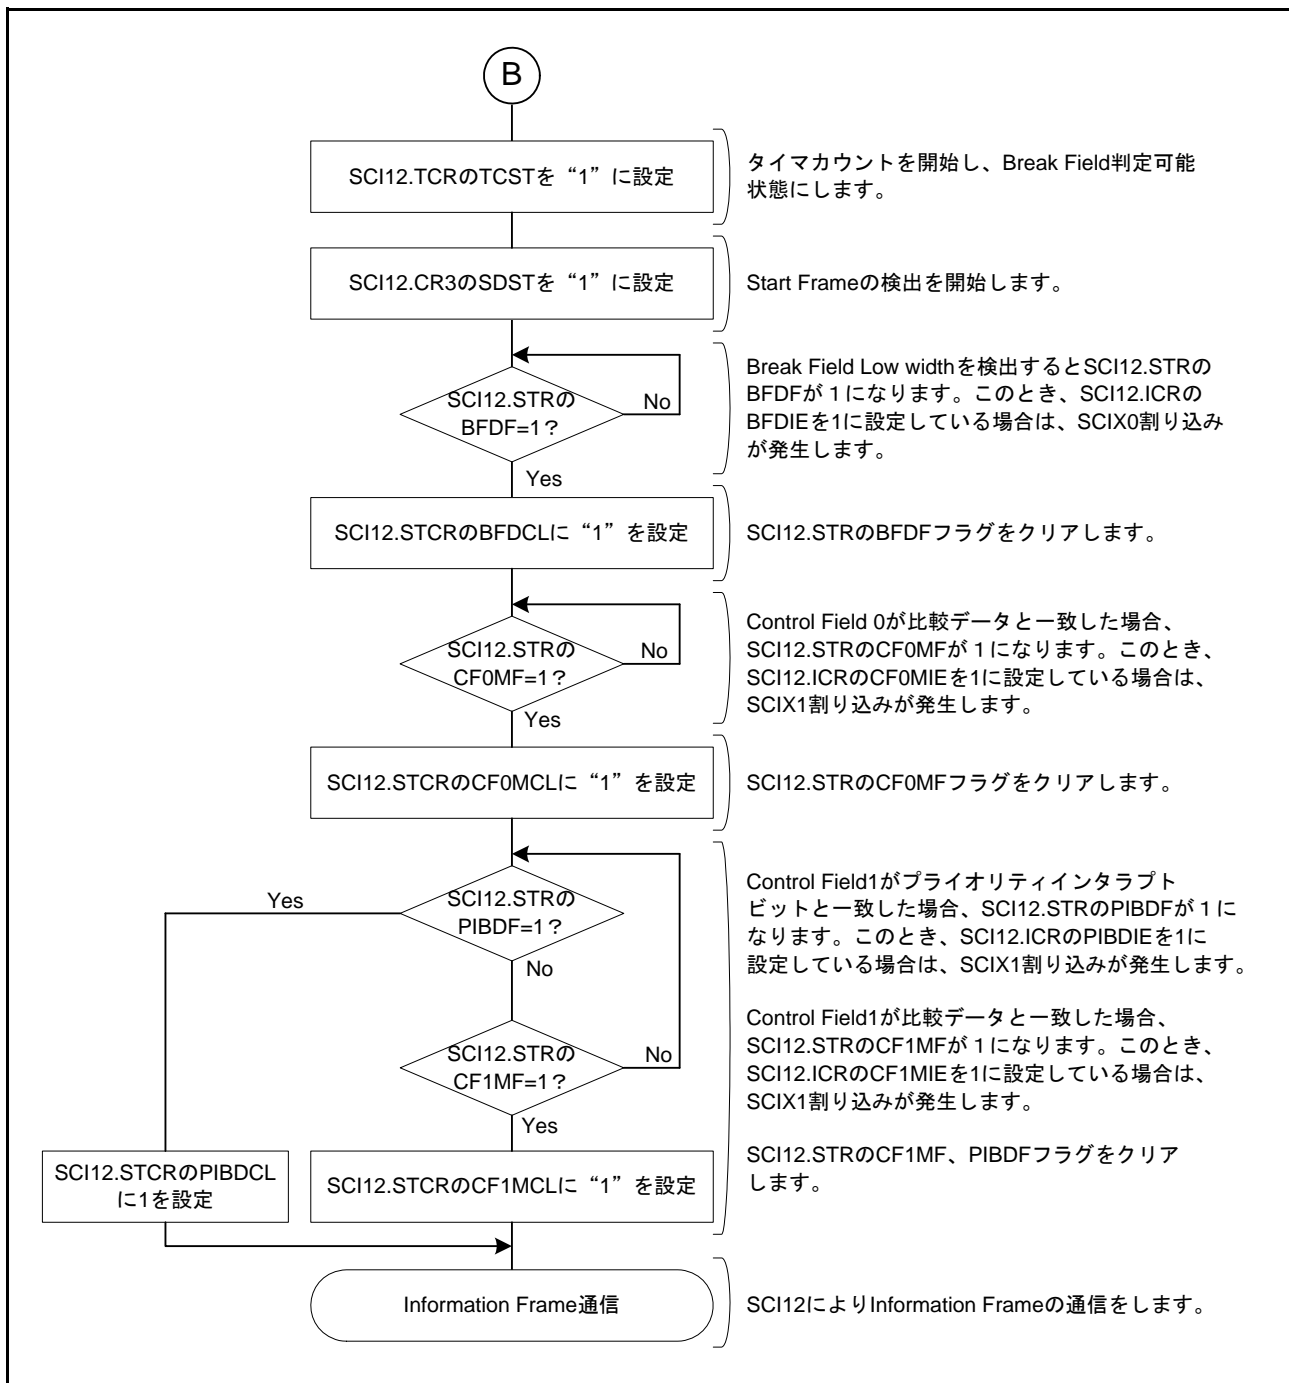 B
SCI12.TCRのTCSTを“1”に設定
タイマカウントを開始し、Break Field判定可能
状態にします。
SCI12.CR3のSDSTを“1”に設定
Start Frameの検出を開始します。
SCI12.STRの
BFDF=1？
No
Yes
Break Field Low widthを検出するとSCI12.STRの
BFDFが１になります。このとき、SCI12.ICRの
BFDIEを1に設定している場合は、SCIX0割り込み
が発生します。
SCI12.STCRのBFDCLに“1”を設定
SCI12.STRのBFDFフラグをクリアします。
SCI12.STRの
CF0MF=1？
No
Yes
Control Field 0が比較データと一致した場合、
SCI12.STRのCF0MFが１になります。このとき、
SCI12.ICRのCF0MIEを1に設定している場合は、
SCIX1割り込みが発生します。
SCI12.STCRのCF0MCLに“1”を設定
SCI12.STRのCF0MFフラグをクリアします。
SCI12.STRの
PIBDF=1？
Yes
No
Control Field1がプライオリティインタラプト
ビットと一致した場合、SCI12.STRのPIBDFが１に
なります。このとき、SCI12.ICRのPIBDIEを1に
設定している場合は、SCIX1割り込みが発生します。
SCI12.STRの
CF1MF=1？
No
Yes
Control Field1が比較データと一致した場合、
SCI12.STRのCF1MFが１になります。このとき、
SCI12.ICRのCF1MIEを1に設定している場合は、
SCIX1割り込みが発生します。
SCI12.STCRのPIBDCL
に1を設定
SCI12.STCRのCF1MCLに“1”を設定
SCI12.STRのCF1MF、PIBDFフラグをクリア
します。
Information Frame通信
SCI12によりInformation Frameの通信をします。